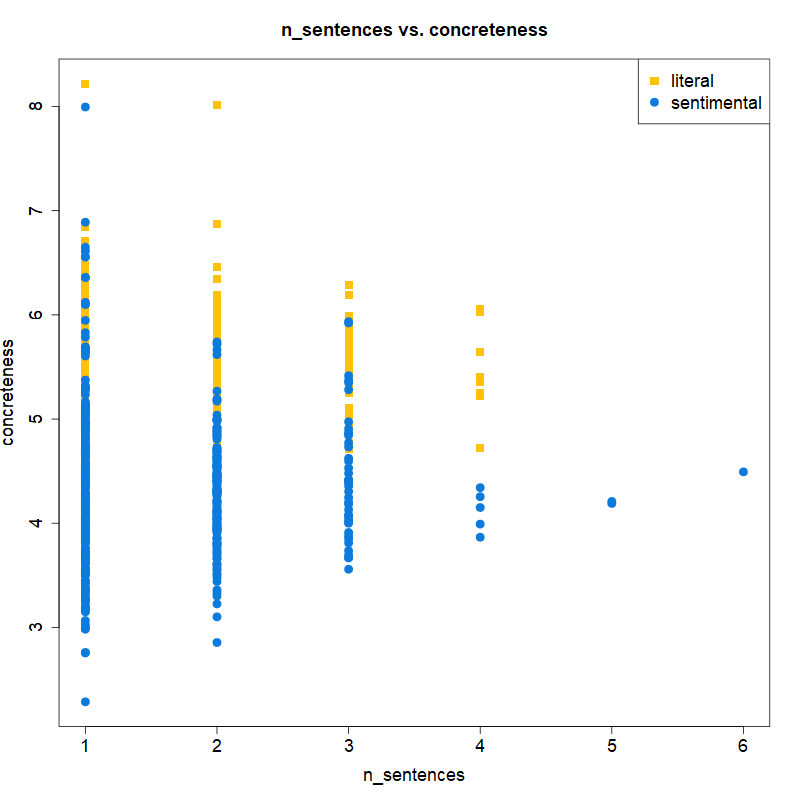 n_sentences vs. concreteness
literal
sentimental
8
7
6
5
4
3
concreteness
1 2 3 4 5 6
n_sentences